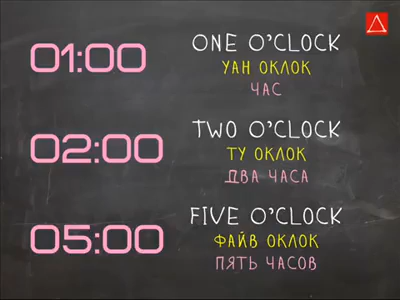 01:00
ONE O'CLOCK
УАН ОКЛОК
ЧАС
02:00
TWO O'CLOCK
ТУ ОКЛОК
ДВА ЧАСА
05:00
FIVE O'CLOCK
ФАЙВ ОКЛОК
ПЯТЬ ЧАСОВ